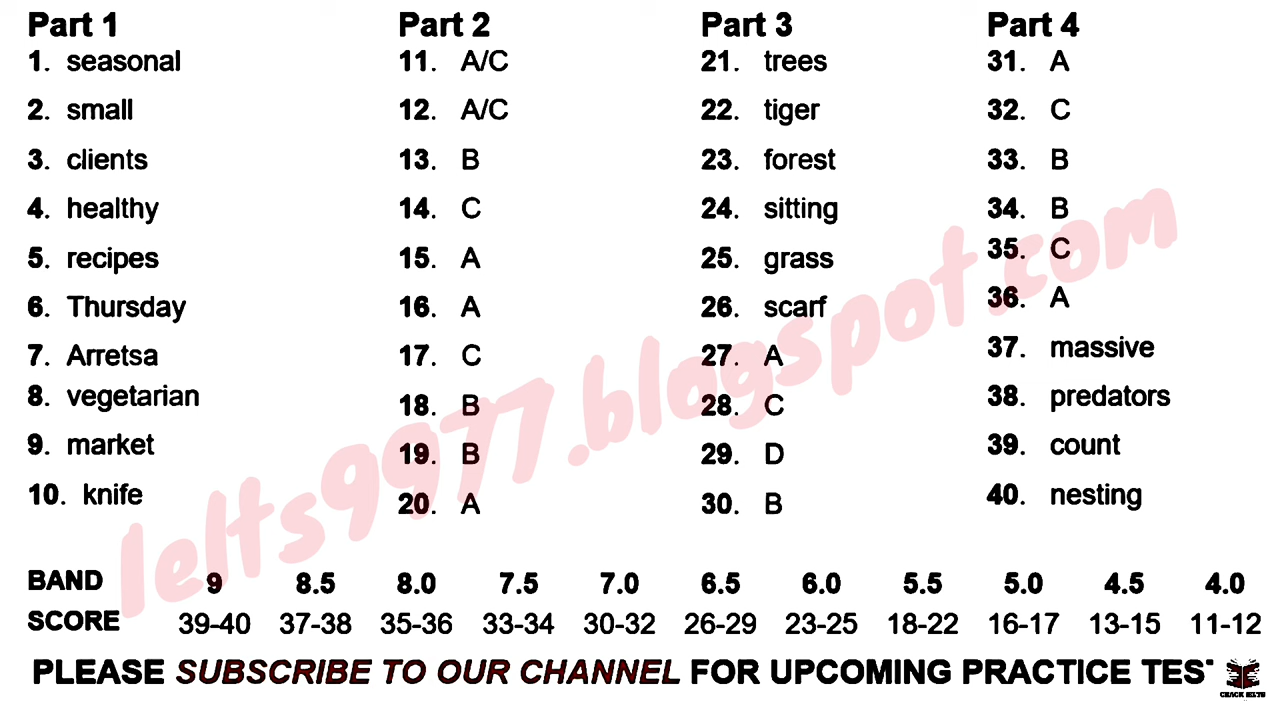 Part 1
1. seasonal
2. small
3. clients
4. healthy
5. recipes
6. Thursday
7. Arretsa
8. vegetarian
9. market
10. knife
Part 2
11. A/C
12. A/C
13. B
14. C
15. A
16. A
17. C
18. B
19. B
20. A
Part 3
21. trees
22. tiger
23. forest
24. sitting
25. grass
26. scarf
27. A
28. C
29. D
30. B
Part 4
31. A
32. C
33. B
34. B
35. C
36. A
37. massive
38. predators
39. count
40. nesting
Ielts9977.blogspot.com
BAND 9 8.5 8.0 7.5 7.0 6.5 6.0 5.5 5.0 4.5 4.0
SCORE 39-40 37-38 35-36 33-34 30-32 26-29 23-25 18-22 16-17 13-15 11-12
PLEASE SUBSCRIBE TO OUR CHANNEL FOR UPCOMING PRACTICE TES
CRACK IELTS